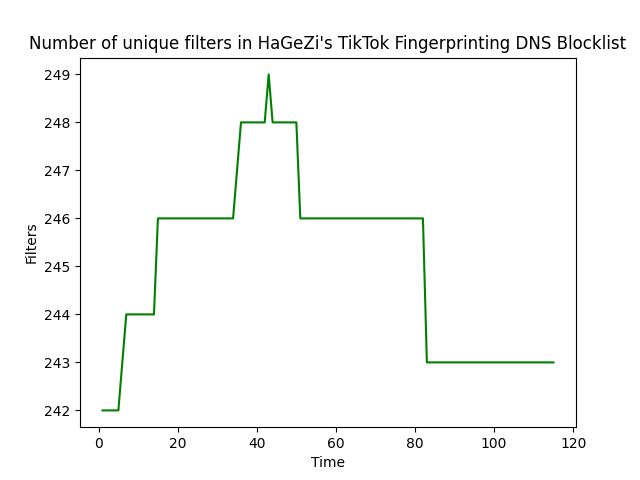 Number of unique filters in HaGeZi's TikTok Fingerprinting DNS Blocklist
249
248
247
246
245
244
243
242
Filters
0 20 40 60 80 100 120
Time